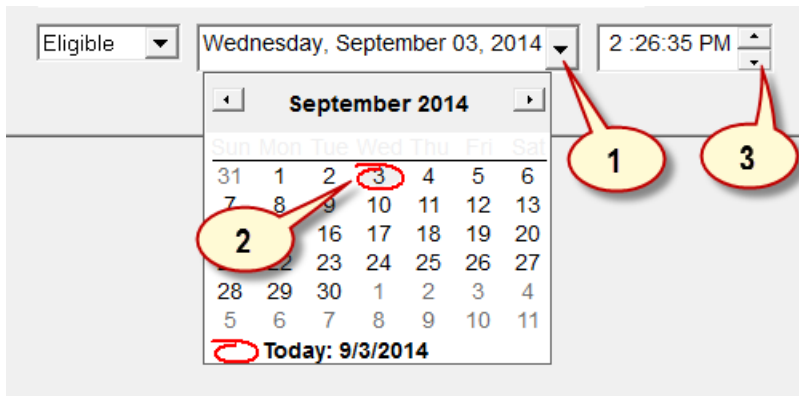 Eligible Wednesday, September 03, 2014 2 :26:35 PM
September 2014
Sun Mon Tue Wed Thu Fri Sat
31 1 2 3 4 5 6
7 8 9 10 11 12 13
16 17 18 19 20
22 23 24 25 26 27
28 29 30 1 2 3 4
5 6 7 8 9 10 11
Today: 9/3/2014
1
2
3